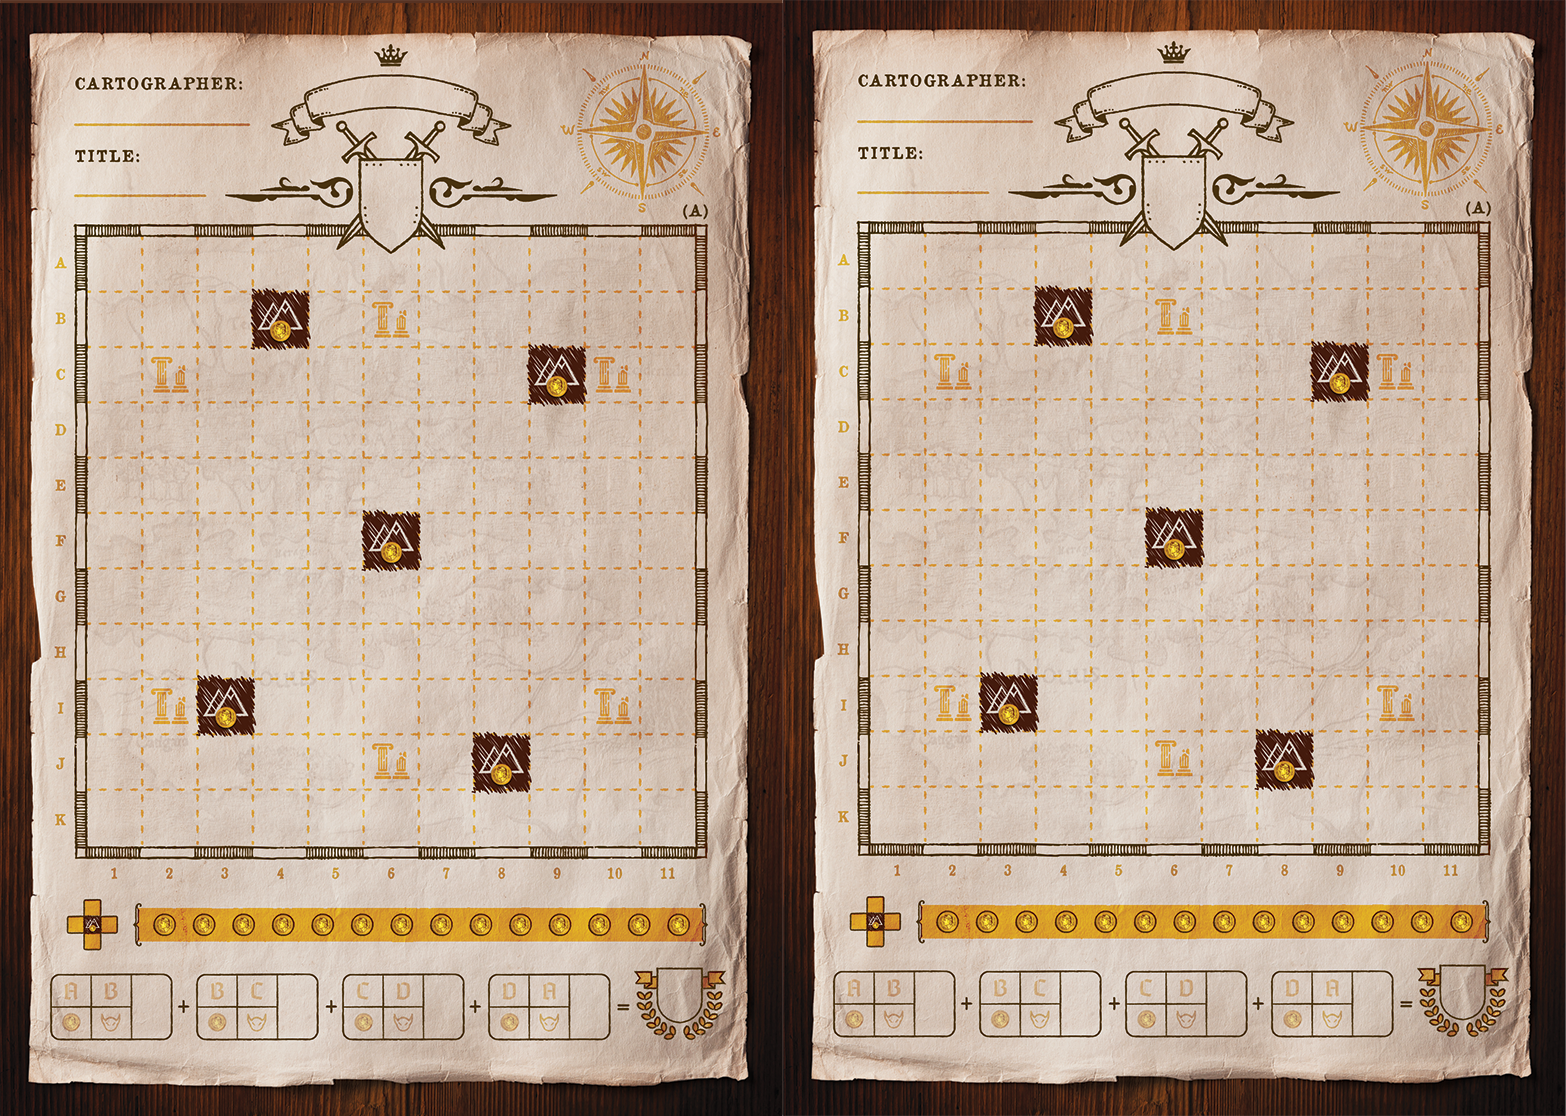 CARTOGRAPHER:
TITLE:
N
W E
S
(A)
A
B
C
D
E
F
G
H
I
J
K
1 2 3 4 5 6 7 8 9 10 11
A B + B C + C D + D A =
CARTOGRAPHER:
TITLE:
N
W E
S
(A)
A
B
C
D
E
F
G
H
I
J
K
1 2 3 4 5 6 7 8 9 10 11
A B + B C + C D + D A =